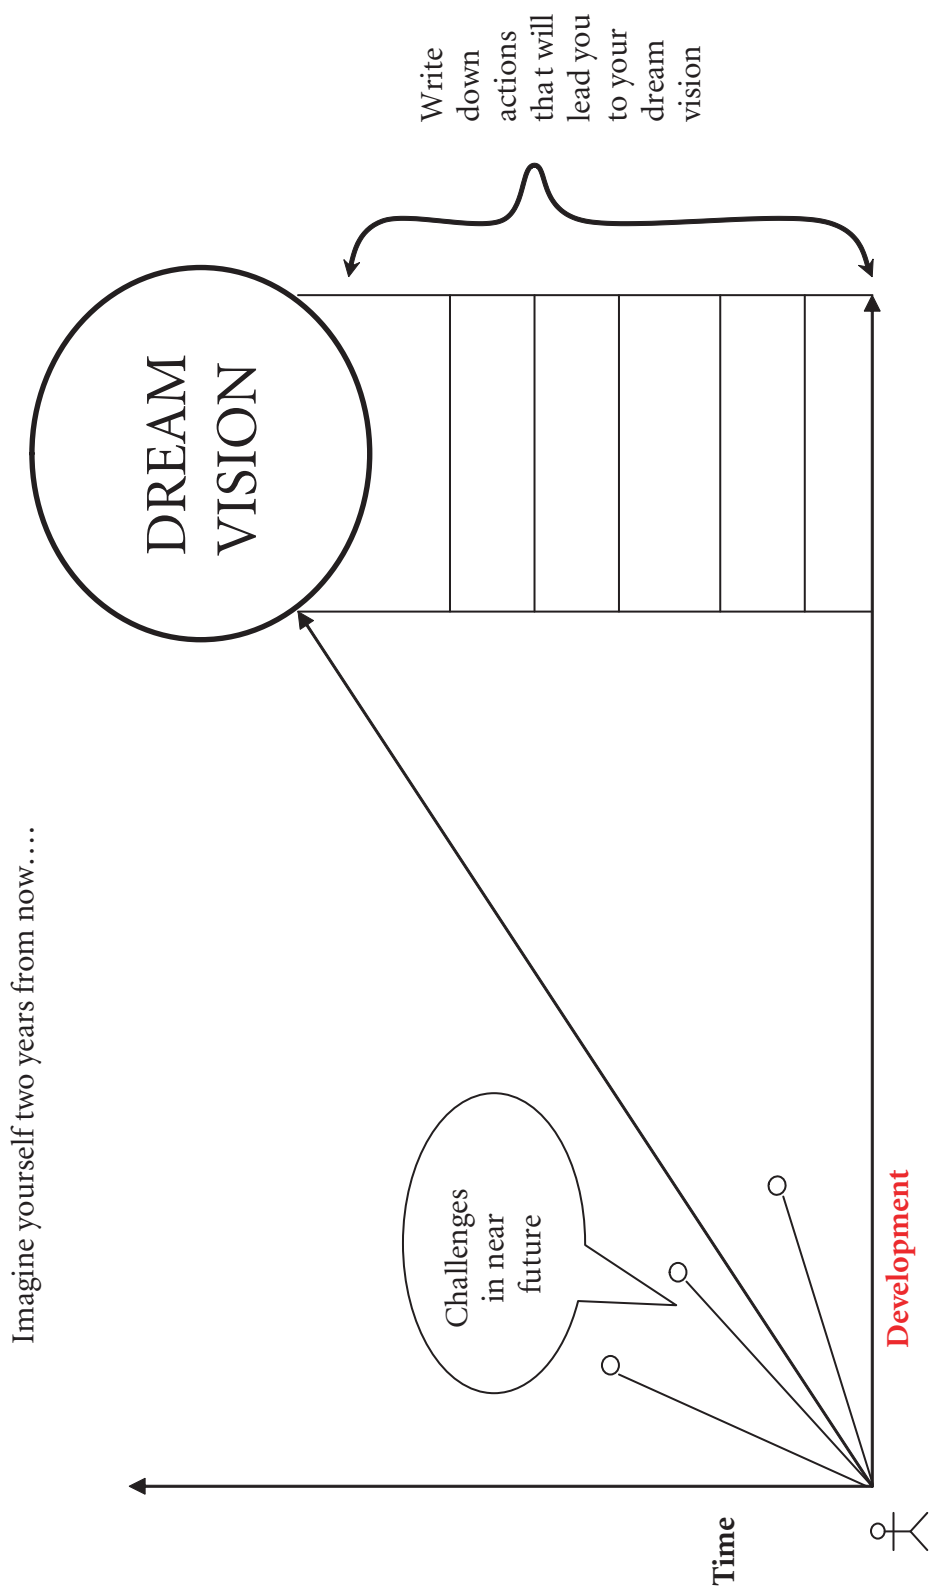 Imagine yourself two years from now....
DREAM
VISION
Write
down
actions
that will
lead you
to your
dream
vision
Challenges
in near
future
Time
Development